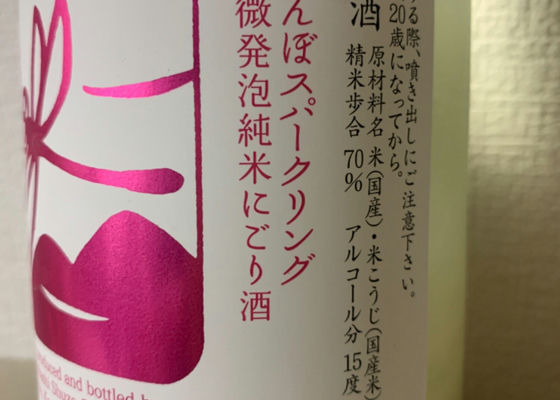 る際、噴き出しにご注意下さい。
20歳になってから。
原材料名 米(国産)・米こうじ(国産米)
精米歩合 70% アルコール分 15度
酒
んぼスパークリング
微発泡純米にごり酒
and bottled